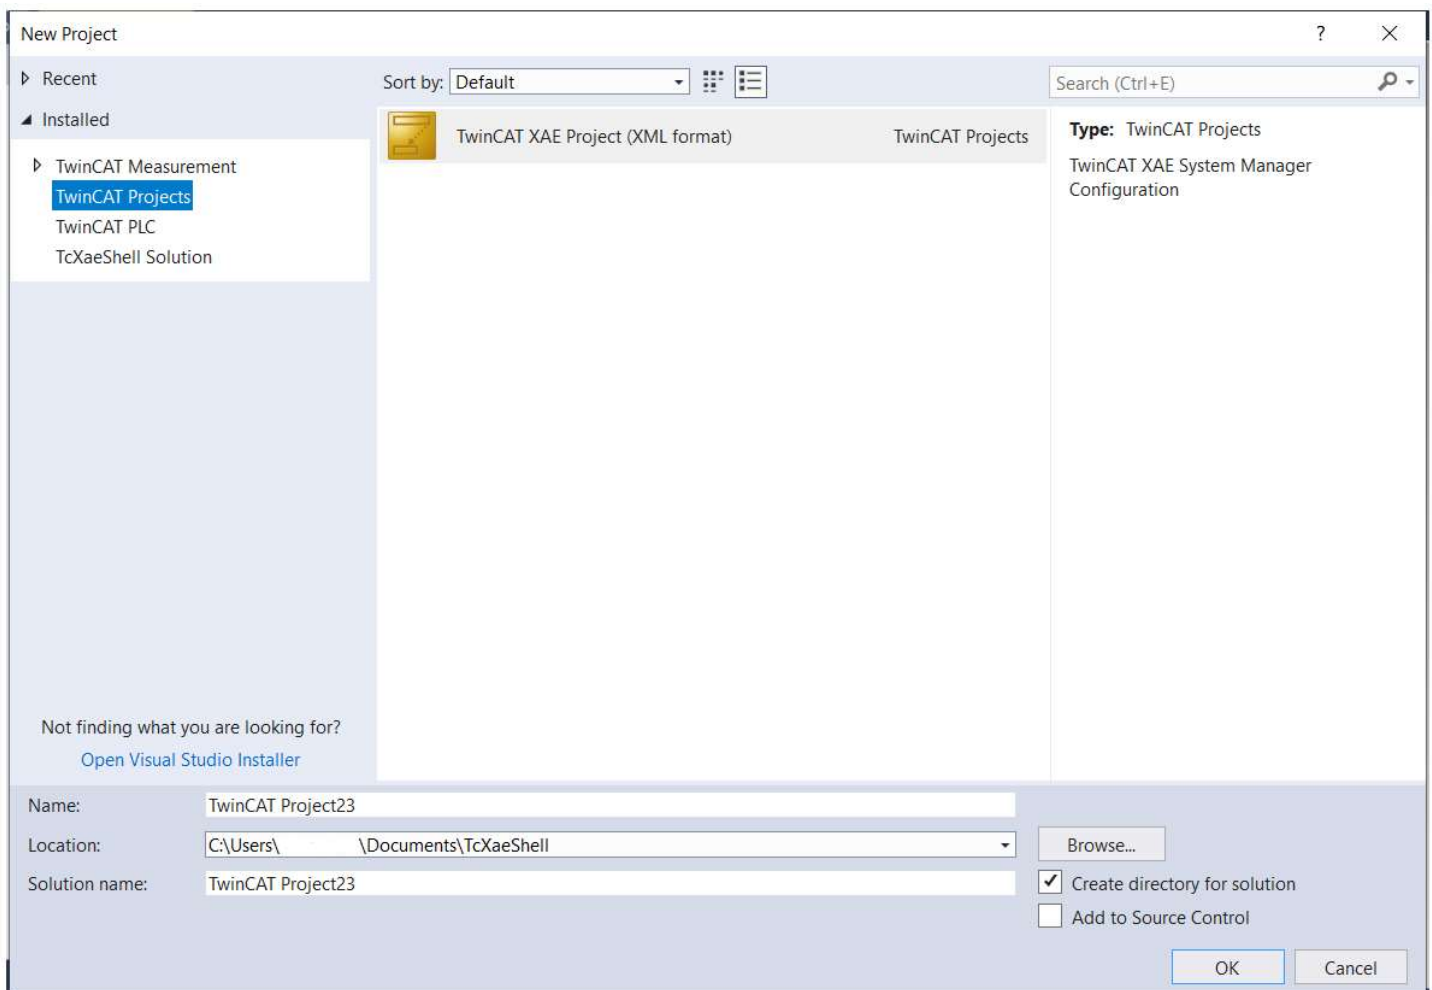 New Project
?
Recent
Installed
TwinCAT Measurement
TwinCAT Projects
TwinCAT PLC
TcXaeShell Solution
Not finding what you are looking for?
Open Visual Studio Installer
Sort by: Default
TwinCAT XAE Project (XML format) TwinCAT Projects
Search (Ctrl+E)
Type: TwinCAT Projects
TwinCAT XAE System Manager
Configuration
Name: TwinCAT Project23
Location: C:\Users\ \Documents\TcXaeShell
Browse...
Solution name: TwinCAT Project23
Create directory for solution
Add to Source Control
OK Cancel